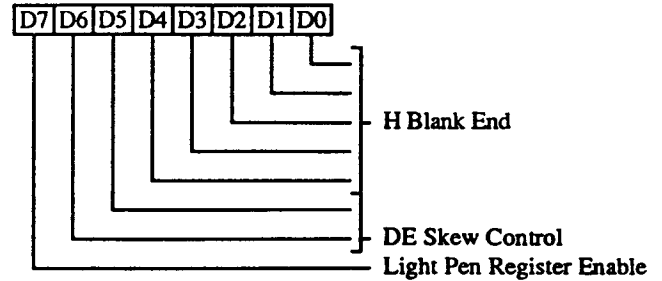 D7 D6 D5 D4 D3 D2 D1 D0
H Blank End
DE Skew Control
Light Pen Register Enable